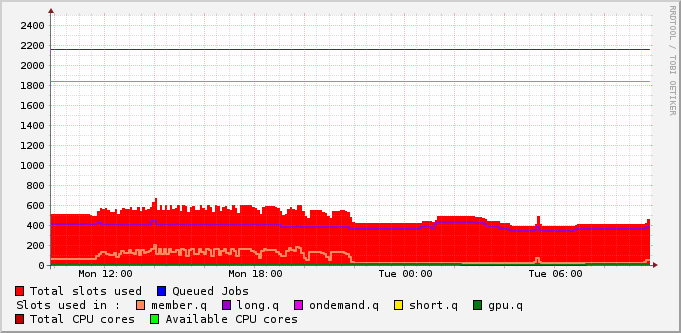 RRDTOOL / TOBI OETIKER
2400
2200
2000
1800
1600
1400
1200
1000
800
600
400
200
0
Mon 12:00 Mon 18:00 Tue 00:00 Tue 06:00
Total slots used Queued Jobs
Slots used in : member.q long.q ondemand.q short.q gpu.q
Total CPU cores Available CPU cores